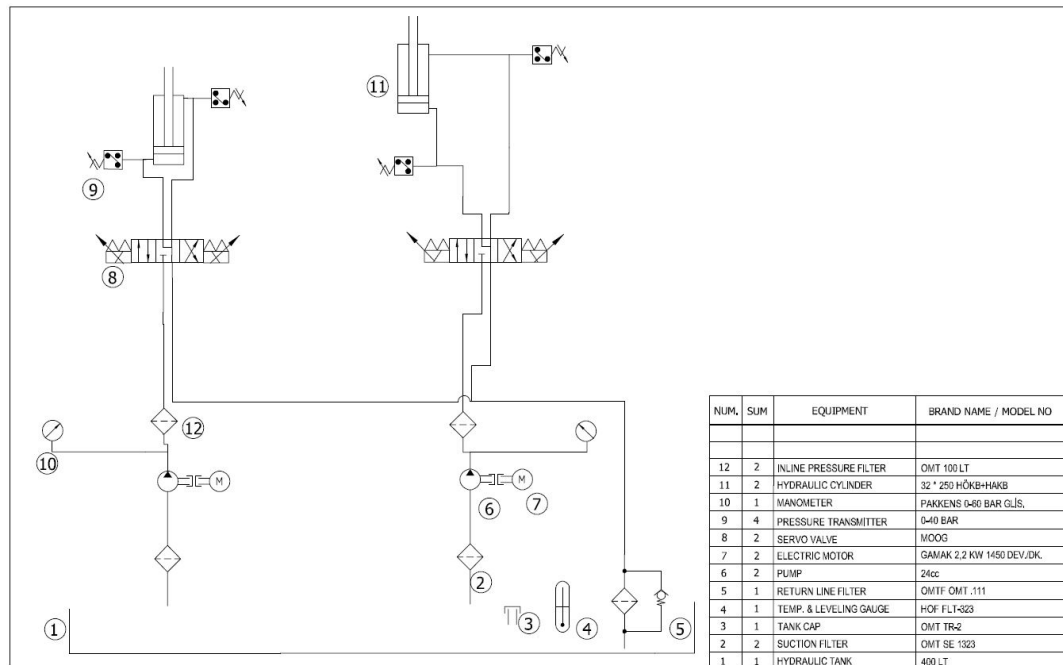 11
9
8
12
10
M
M
6
7
2
1
3
4
5
NUM. SUM EQUIPMENT BRAND NAME / MODEL NO
12 2 INLINE PRESSURE FILTER OMT 100 LT
11 2 HYDRAULIC CYLINDER 32 * 250 HÖKB+HAKB
10 1 MANOMETER PAKKENS 0-60 BAR GLİS.
9 4 PRESSURE TRANSMITTER 0-40 BAR
8 2 SERVO VALVE MOOG
7 2 ELECTRIC MOTOR GAMAK 2,2 KW 1450 DEV./DK.
6 2 PUMP 24cc
5 1 RETURN LINE FILTER OMTF OMT .111
4 1 TEMP. & LEVELING GAUGE HOF FLT-323
3 1 TANK CAP OMT TR-2
2 2 SUCTION FILTER OMT SE 1323
1 1 HYDRAULIC TANK 400 LT